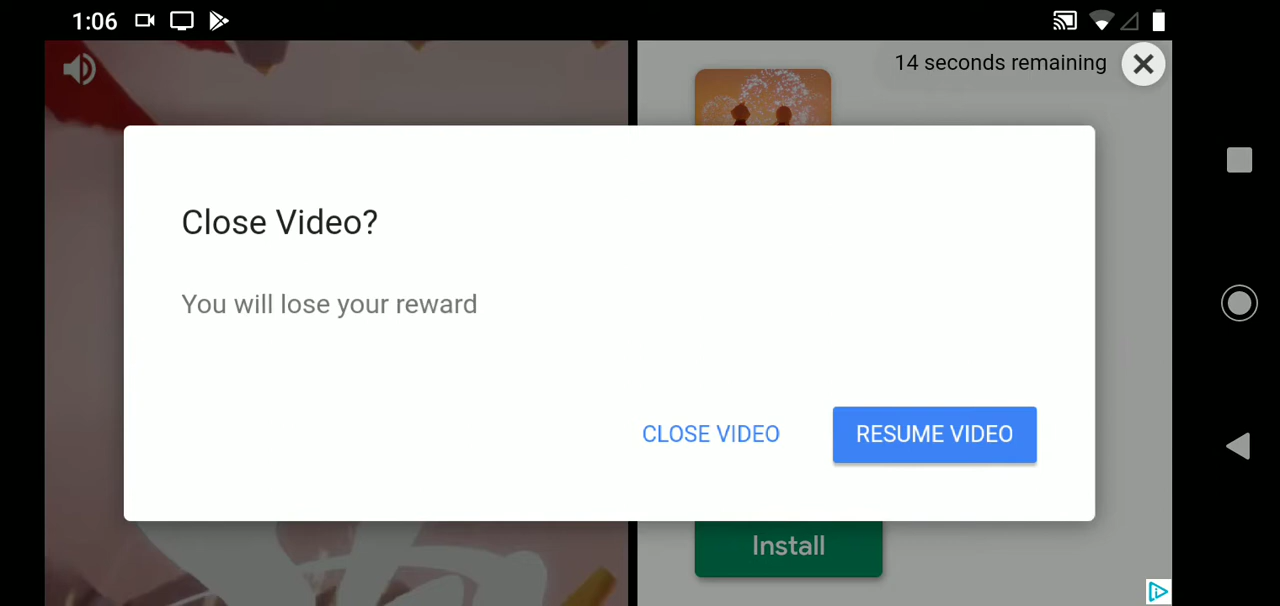 1:06
14 seconds remaining
Close Video?
You will lose your reward
CLOSE VIDEO
RESUME VIDEO
Install